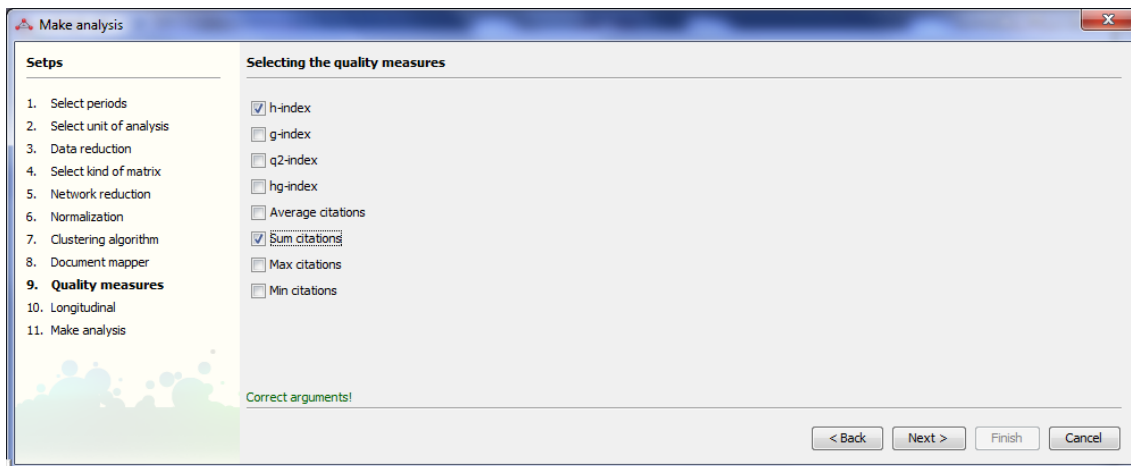 Make analysis
Setps
1. Select periods
2. Select unit of analysis
3. Data reduction
4. Select kind of matrix
5. Network reduction
6. Normalization
7. Clustering algorithm
8. Document mapper
9. Quality measures
10. Longitudinal
11. Make analysis
Selecting the quality measures
h-index
g-index
q2-index
hg-index
Average citations
Sum citations
Max citations
Min citations
Correct arguments!
< Back Next > Finish Cancel